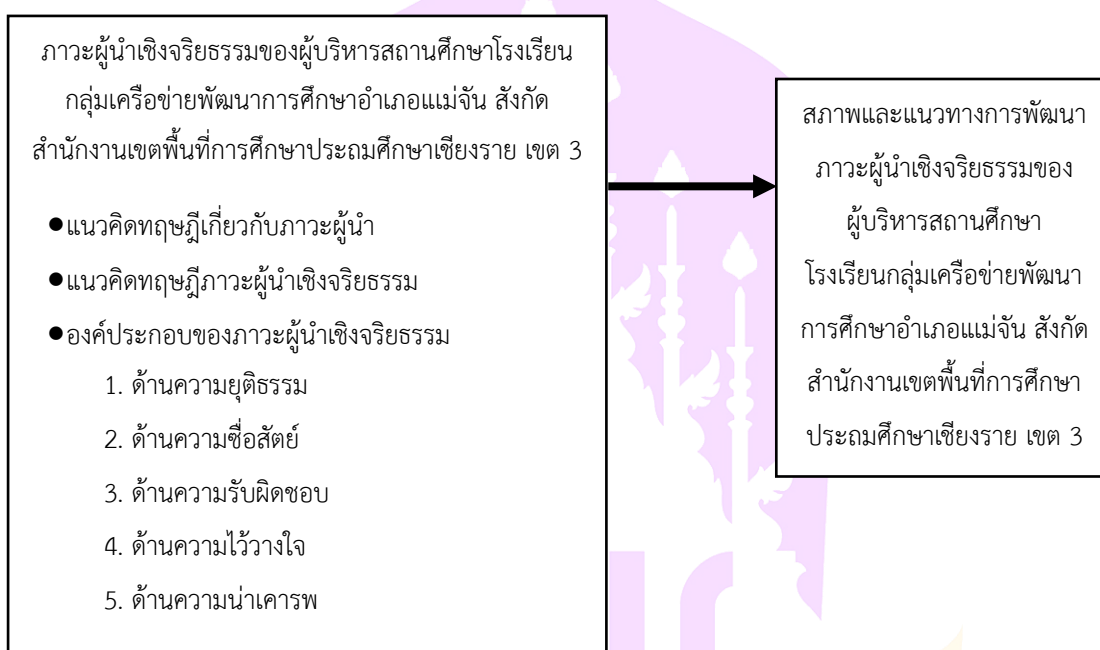 ภาวะผู้นำเชิงจริยธรรมของผู้บริหารสถานศึกษาโรงเรียน
กลุ่มเครือข่ายพัฒนาการศึกษาอำเภอแม่จัน สังกัด
สำนักงานเขตพื้นที่การศึกษาประถมศึกษาเชียงราย เขต 3
●แนวคิดทฤษฎีเกี่ยวกับภาวะผู้นำ
●แนวคิดทฤษฎีภาวะผู้นำเชิงจริยธรรม
●องค์ประกอบของภาวะผู้นำเชิงจริยธรรม
1. ด้านความยุติธรรม
2. ด้านความซื่อสัตย์
3. ด้านความรับผิดชอบ
4. ด้านความไว้วางใจ
5. ด้านความน่าเคารพ
สภาพและแนวทางการพัฒนา
ภาวะผู้นำเชิงจริยธรรมของ
ผู้บริหารสถานศึกษา
โรงเรียนกลุ่มเครือข่ายพัฒนา
การศึกษาอำเภอแม่จัน สังกัด
สำนักงานเขตพื้นที่การศึกษา
ประถมศึกษาเชียงราย เขต 3